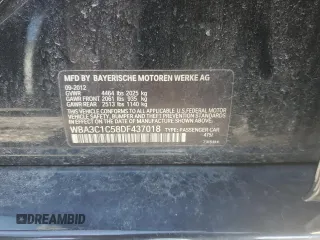 MFD BY BAYERISCHE MOTOREN WERKE AG
09-2012
GVWR 4464 lbs 2025 kg
GAWR FRONT 2061 lbs 935 kg
GAWR REAR 2513 lbs 1140 kg
THIS VEHICLE CONFORMS TO ALL APPLICABLE
U.S. FEDERAL MOTOR VEHICLE SAFETY,
BUMPER, AND THEFT PREVENTION STANDARDS
IN EFFECT ON THE DATE OF MANUFACTURE
SHOWN ABOVE.
WBA3C1C58DF437018 TYPE: PASSENGER CAR
475/
DREAMBID